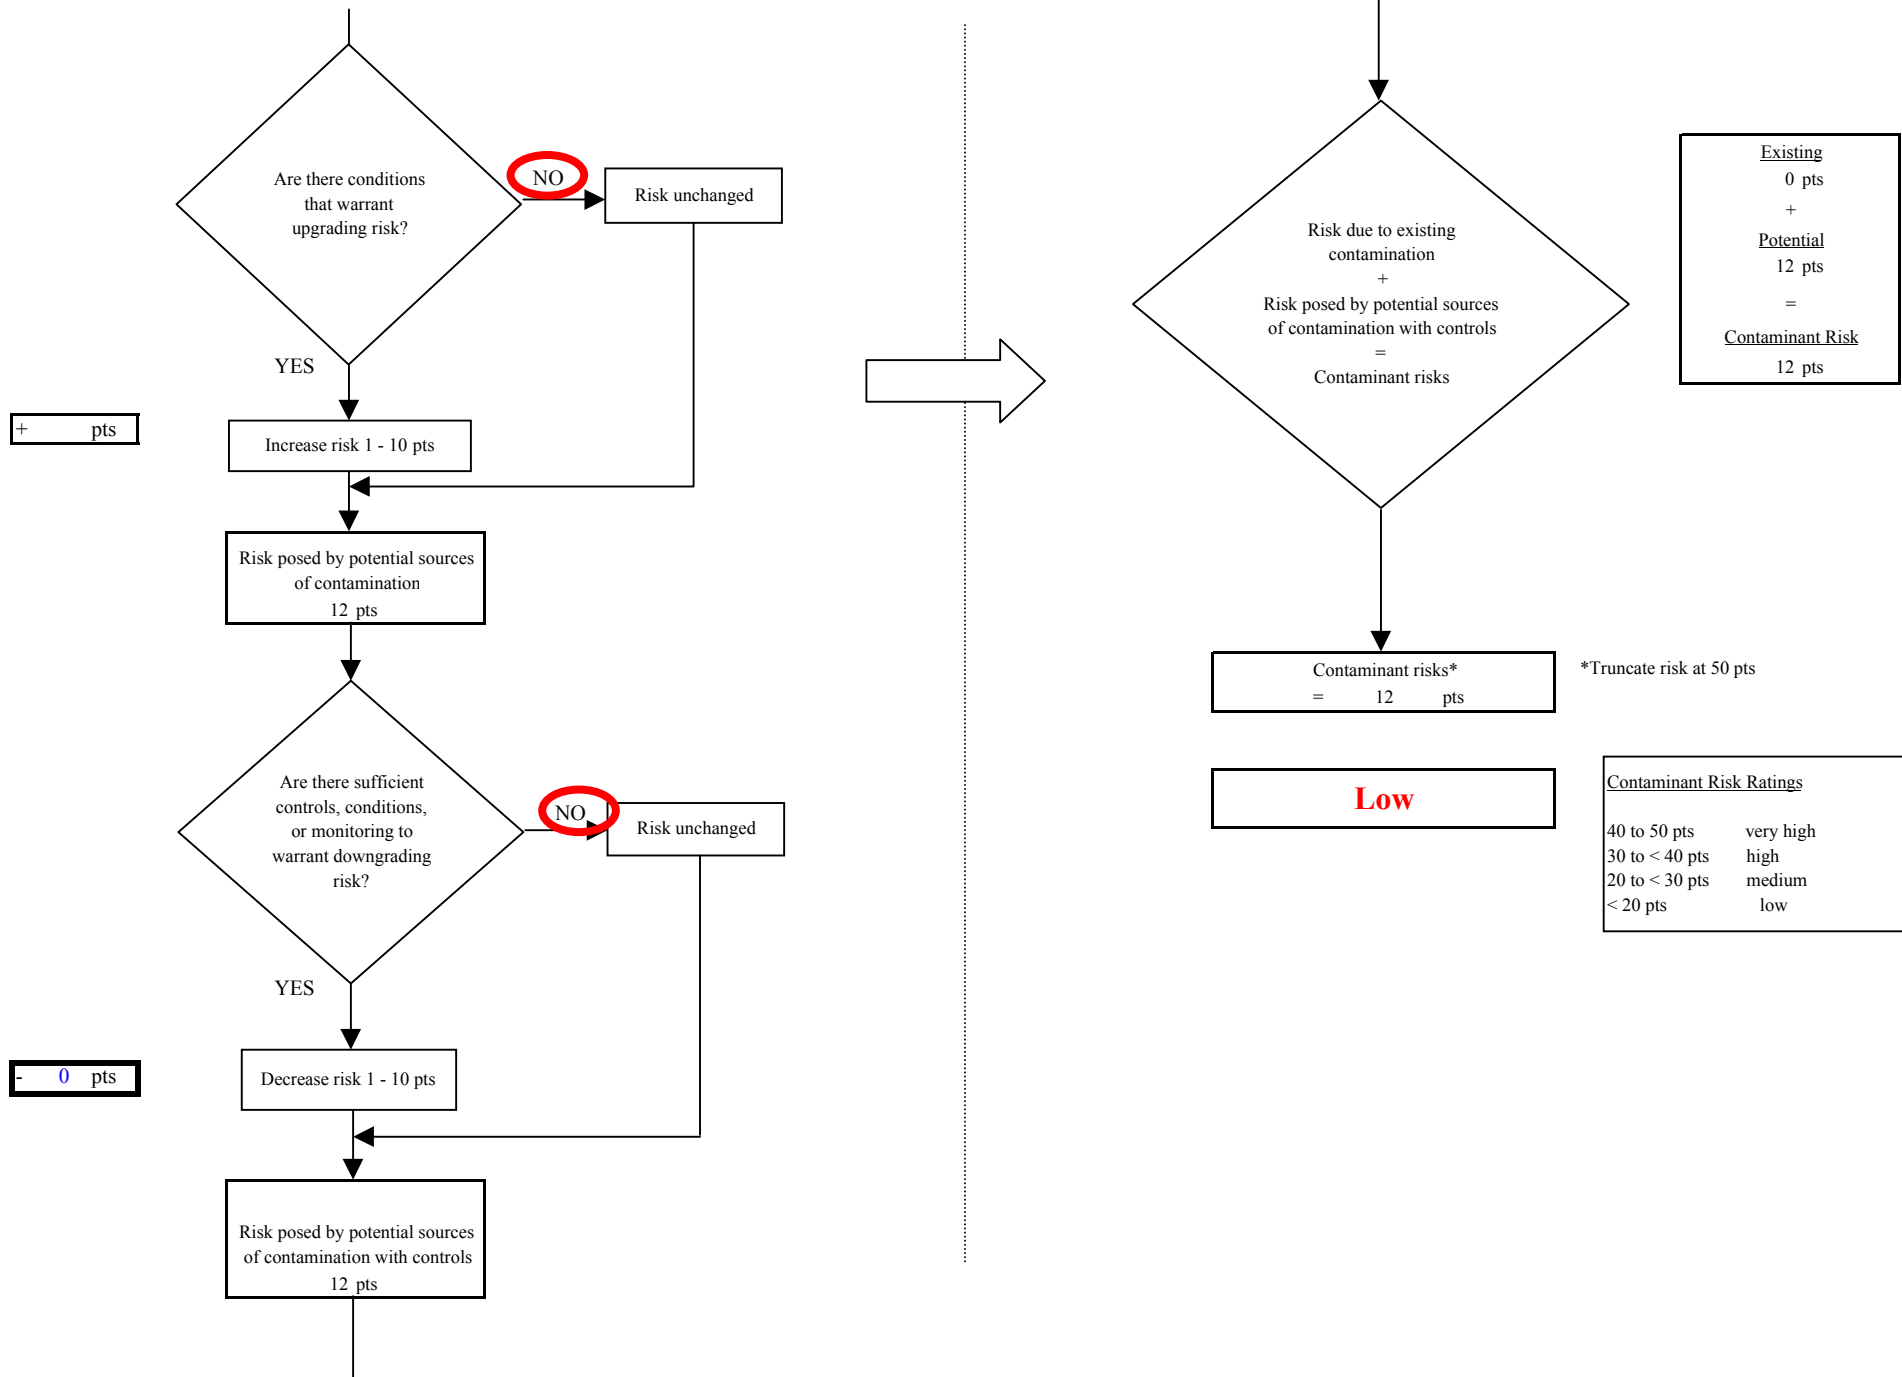 Are there conditions
that warrant
upgrading risk?
NO
Risk unchanged
YES
+ pts
Increase risk 1 - 10 pts
Risk posed by potential sources
of contamination
12 pts
Are there sufficient
controls, conditions,
or monitoring to
warrant downgrading
risk?
NO
Risk unchanged
YES
- 0 pts
Decrease risk 1 - 10 pts
Risk posed by potential sources
of contamination with controls
12 pts
Risk due to existing
contamination
+
Risk posed by potential sources
of contamination with controls
=
Contaminant risks
Existing
0 pts
+
Potential
12 pts
=
Contaminant Risk
12 pts
Contaminant risks*
= 12 pts
*Truncate risk at 50 pts
Low
Contaminant Risk Ratings
40 to 50 pts very high
30 to < 40 pts high
20 to < 30 pts medium
< 20 pts low